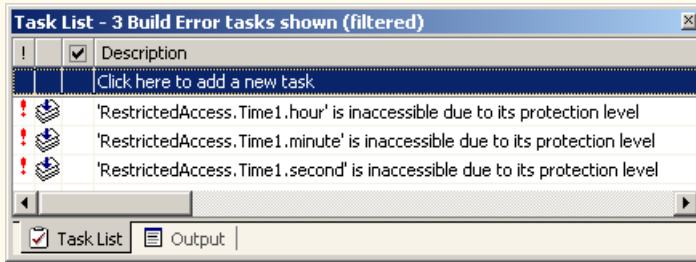 Task List - 3 Build Error tasks shown (filtered)
! Description
Click here to add a new task
! 'RestrictedAccess.Time1.hour' is inaccessible due to its protection level
! 'RestrictedAccess.Time1.minute' is inaccessible due to its protection level
! 'RestrictedAccess.Time1.second' is inaccessible due to its protection level
Task List Output